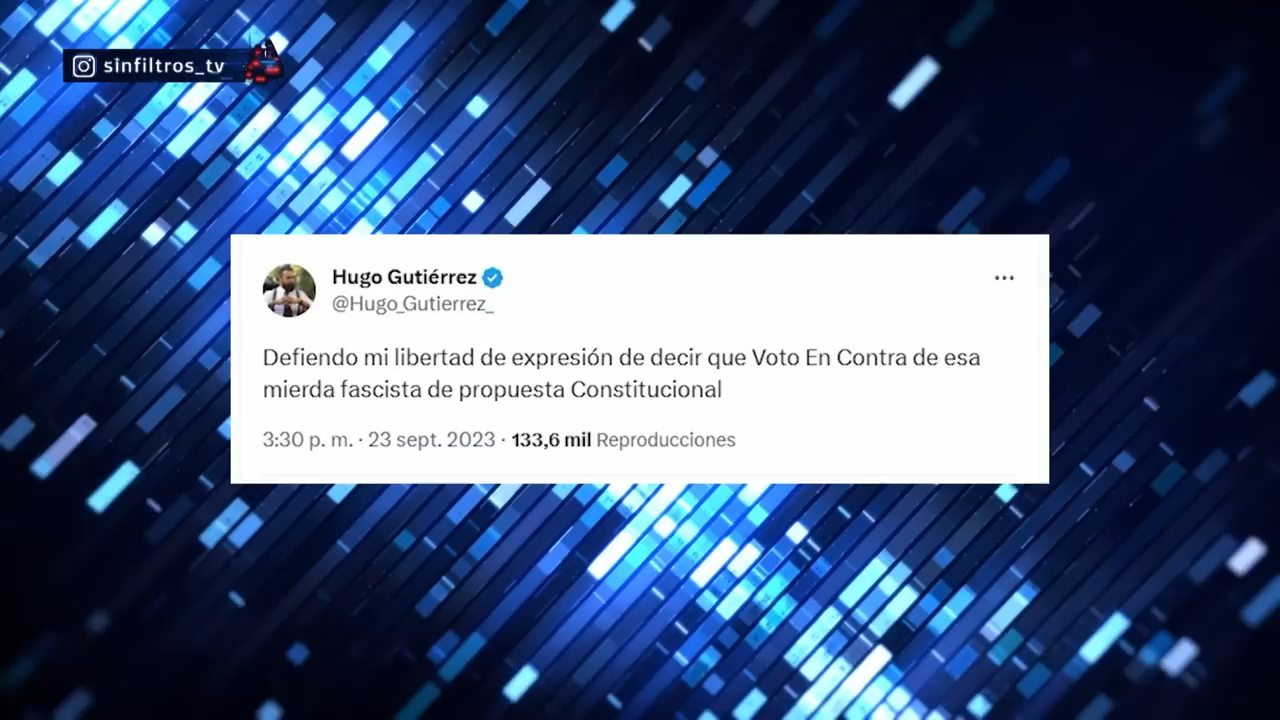 sinfiltros_tv
Hugo Gutiérrez
@Hugo_Gutierrez_
Defiendo mi libertad de expresión de decir que Voto En Contra de esa
mierda fascista de propuesta Constitucional
3:30 p. m. · 23 sept. 2023 · 133,6 mil Reproducciones